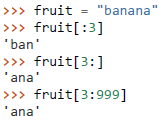 >>> fruit = "banana"
>>> fruit[:3]
'ban'
>>> fruit[3:]
'ana'
>>> fruit[3:999]
'ana'